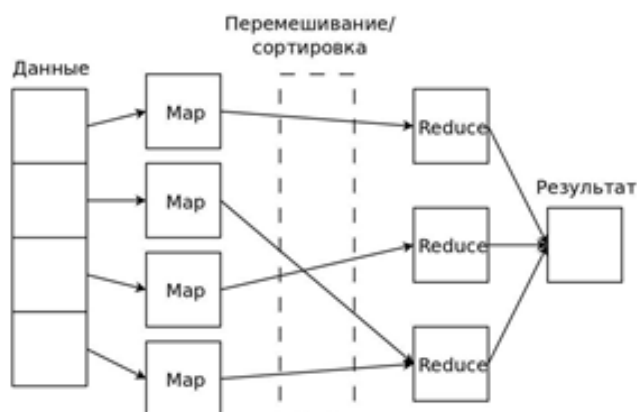 Перемешивание/
сортировка
Данные
Map
Map
Map
Map
Reduce
Reduce
Reduce
Результат